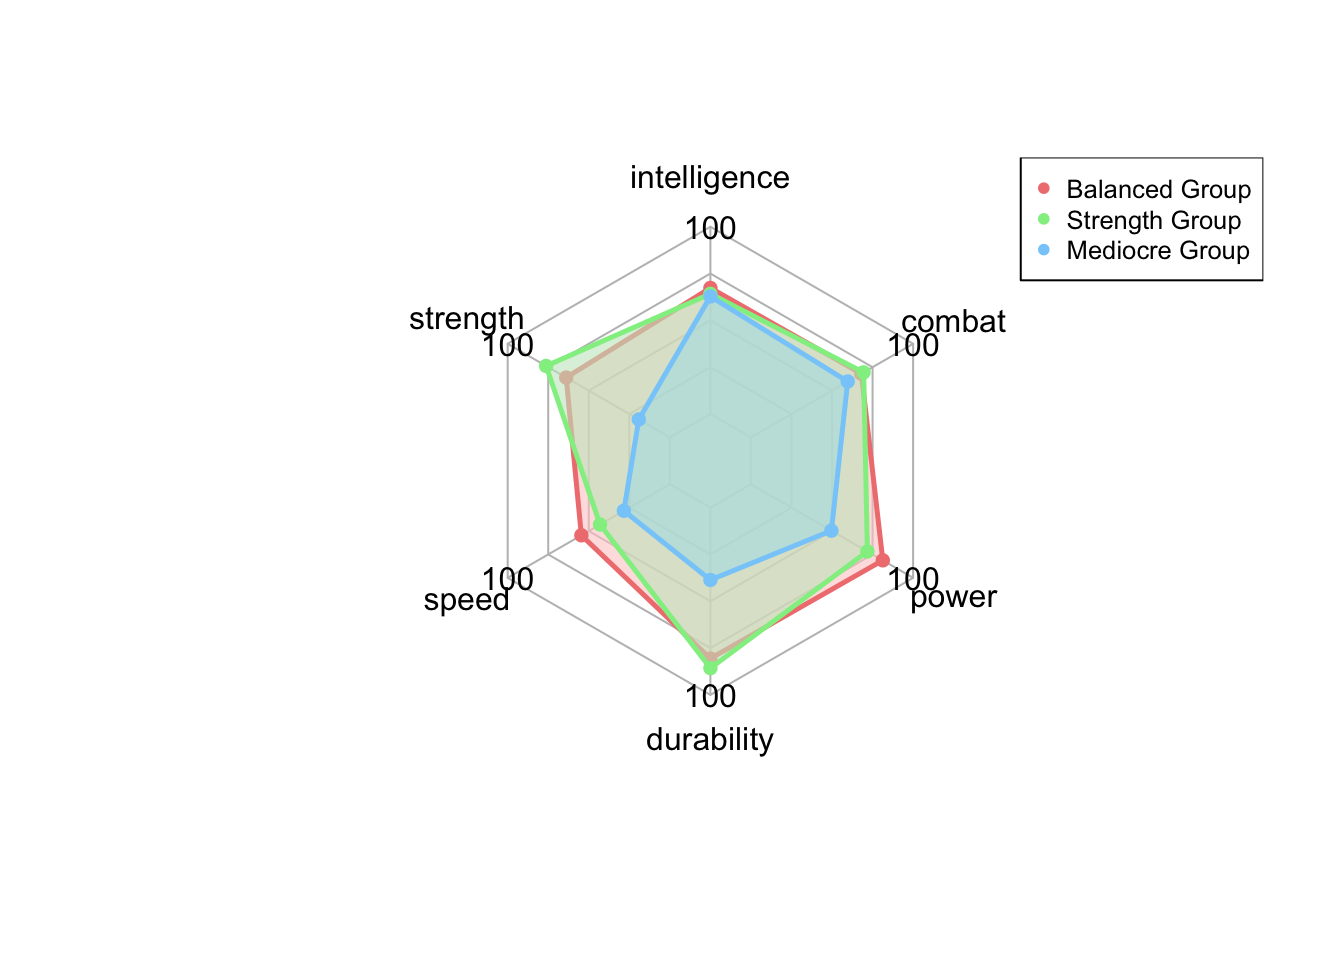 intelligence
100
Balanced Group
Strength Group
Mediocre Group
strength
100
combat
100
speed
100
power
100
100
durability